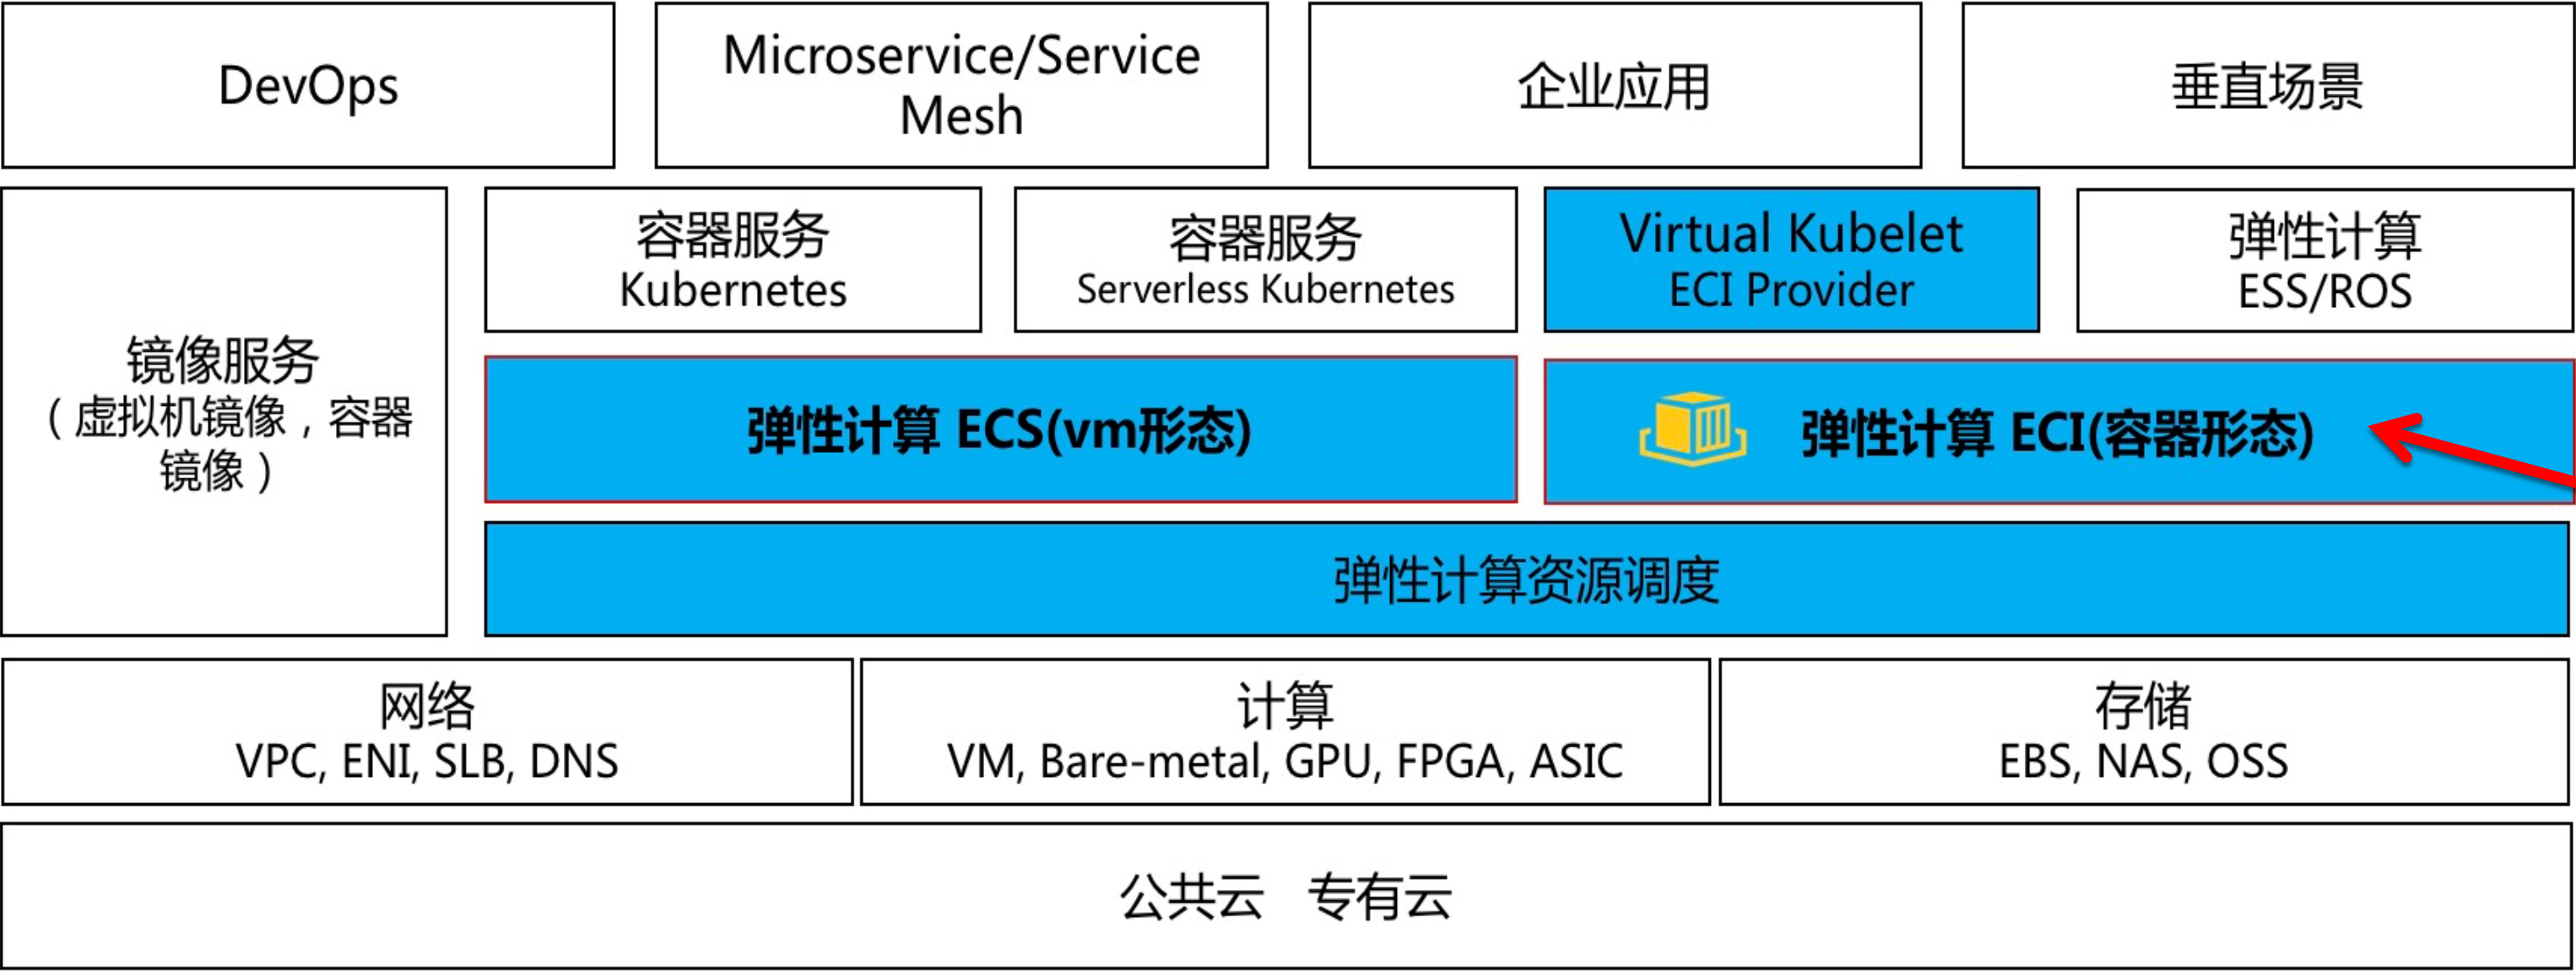 DevOps
Microservice/Service
Mesh
企业应用
垂直场景
镜像服务
（虚拟机镜像，容器
镜像）
容器服务
Kubernetes
容器服务
Serverless Kubernetes
Virtual Kubelet
ECI Provider
弹性计算
ESS/ROS
弹性计算 ECS(vm形态)
弹性计算 ECI(容器形态)
弹性计算资源调度
网络
VPC, ENI, SLB, DNS
计算
VM, Bare-metal, GPU, FPGA, ASIC
存储
EBS, NAS, OSS
公共云 专有云